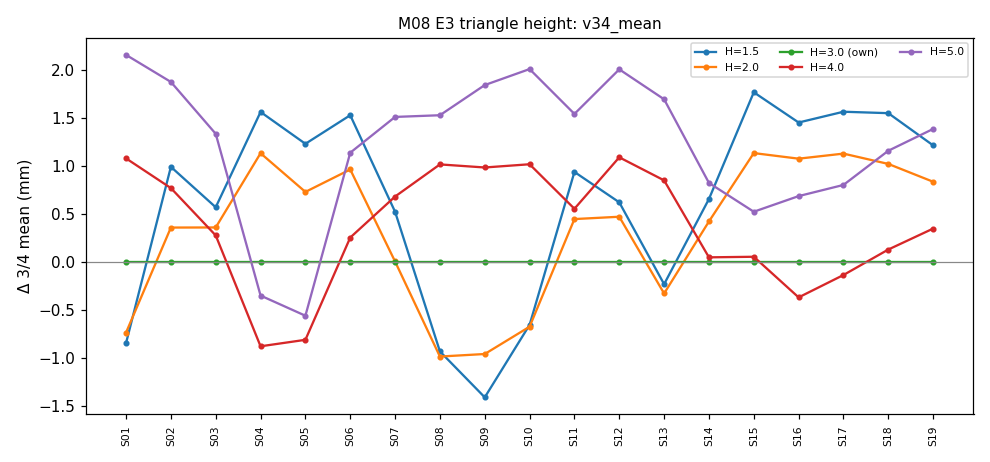 M08 E3 triangle height: v34_mean
H=1.5
H=2.0
H=3.0 (own)
H=4.0
H=5.0
Δ 3/4 mean (mm)
2.0
1.5
1.0
0.5
0.0
−0.5
−1.0
−1.5
S01
S02
S03
S04
S05
S06
S07
S08
S09
S10
S11
S12
S13
S14
S15
S16
S17
S18
S19